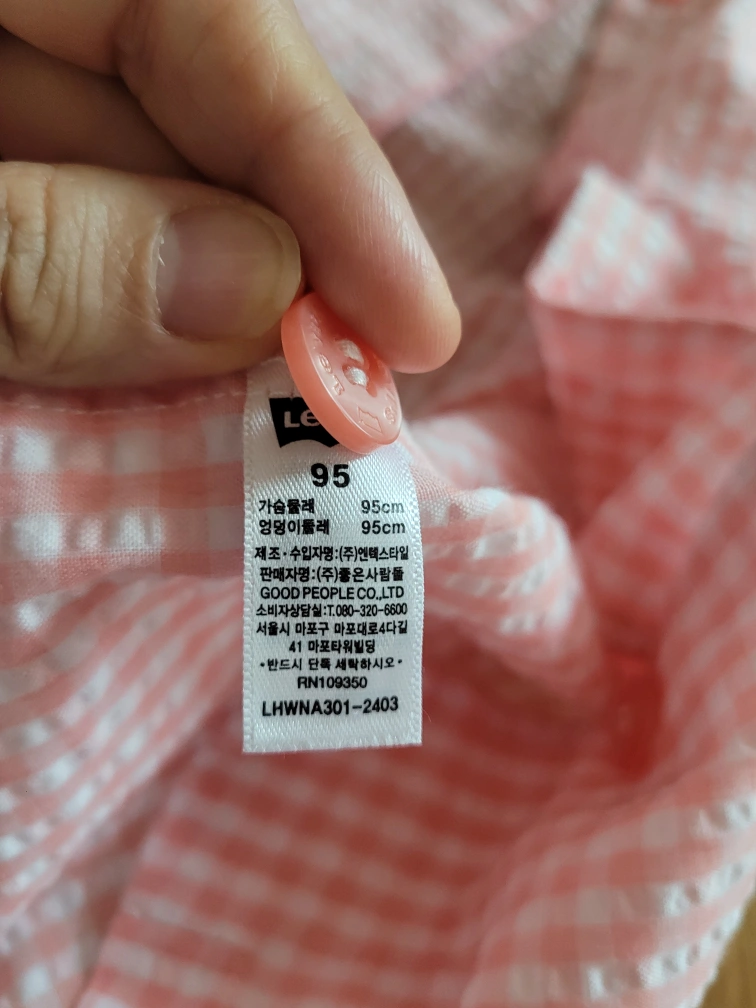 95
가슴둘레 95cm
엉덩이둘레 95cm
제조·수입자명:(주)엔텍스타일
판매자명:(주)좋은사람들
GOOD PEOPLE CO.,LTD
소비자상담실:T.080-320-6600
서울시 마포구 마포대로4다길
41 마포타워빌딩
·반드시 단독 세탁하시오·
RN109350
LHWNA301-2403